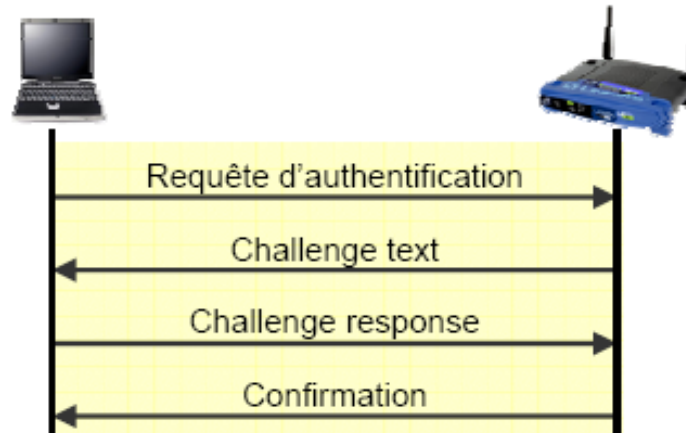 Requête d'authentification
Challenge text
Challenge response
Confirmation